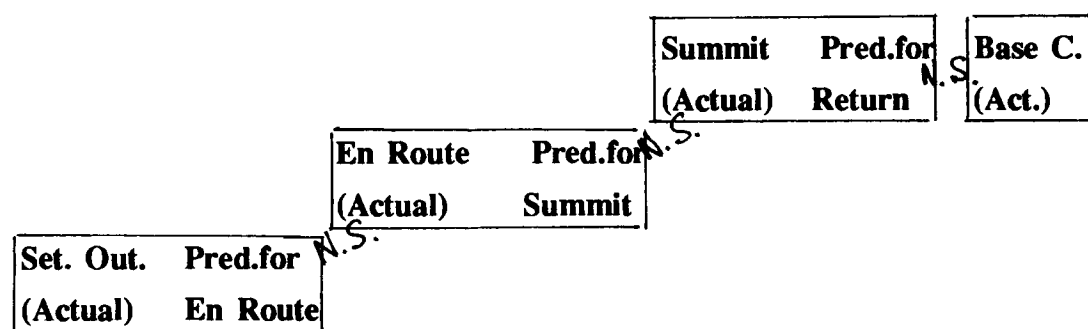 Summit Pred.for N.S. Base C.
(Actual) Return (Act.)
En Route Pred.for N.S.
(Actual) Summit
Set. Out. Pred.for N.S.
(Actual) En Route